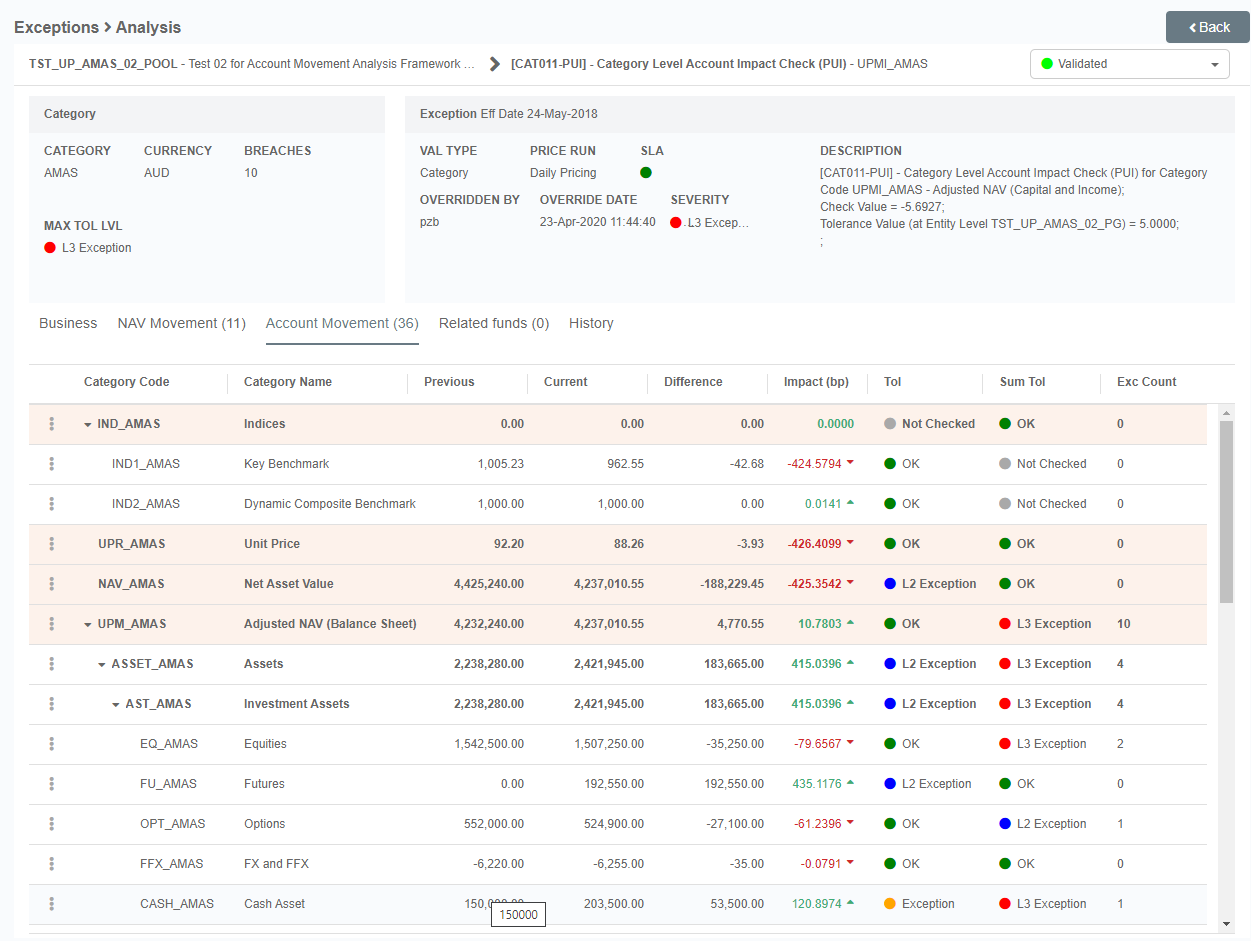 Exceptions > Analysis
Back
TST_UP_AMAS_02_POOL - Test 02 for Account Movement Analysis Framework ... > [CAT011-PUI] - Category Level Account Impact Check (PUI) - UPMI_AMAS
Validated
Category
CATEGORY CURRENCY BREACHES
AMAS AUD 10
MAX TOL LVL
L3 Exception
Exception Eff Date 24-May-2018
VAL TYPE PRICE RUN SLA
Category Daily Pricing
OVERRIDDEN BY OVERRIDE DATE SEVERITY
pzb 23-Apr-2020 11:44:40 L3 Excep...
DESCRIPTION
[CAT011-PUI] - Category Level Account Impact Check (PUI) for Category
Code UPMI_AMAS - Adjusted NAV (Capital and Income);
Check Value = -5.6927;
Tolerance Value (at Entity Level TST_UP_AMAS_02_PG) = 5.0000;
;
Business NAV Movement (11) Account Movement (36) Related funds (0) History
Category Code Category Name Previous Current Difference Impact (bp) Tol Sum Tol Exc Count
IND_AMAS Indices 0.00 0.00 0.00 0.0000 Not Checked OK 0
IND1_AMAS Key Benchmark 1,005.23 962.55 -42.68 -424.5794 OK Not Checked 0
IND2_AMAS Dynamic Composite Benchmark 1,000.00 1,000.00 0.00 0.0141 OK Not Checked 0
UPR_AMAS Unit Price 92.20 88.26 -3.93 -426.4099 OK OK 0
NAV_AMAS Net Asset Value 4,425,240.00 4,237,010.55 -188,229.45 -425.3542 L2 Exception OK 0
UPM_AMAS Adjusted NAV (Balance Sheet) 4,232,240.00 4,237,010.55 4,770.55 10.7803 OK L3 Exception 10
ASSET_AMAS Assets 2,238,280.00 2,421,945.00 183,665.00 415.0396 L2 Exception L3 Exception 4
AST_AMAS Investment Assets 2,238,280.00 2,421,945.00 183,665.00 415.0396 L2 Exception L3 Exception 4
EQ_AMAS Equities 1,542,500.00 1,507,250.00 -35,250.00 -79.6567 OK L3 Exception 2
FU_AMAS Futures 0.00 192,550.00 192,550.00 435.1176 L2 Exception OK 0
OPT_AMAS Options 552,000.00 524,900.00 -27,100.00 -61.2396 OK L2 Exception 1
FFX_AMAS FX and FFX -6,220.00 -6,255.00 -35.00 -0.0791 OK OK 0
CASH_AMAS Cash Asset 203,500.00 53,500.00 120.8974 Exception L3 Exception 1
150000